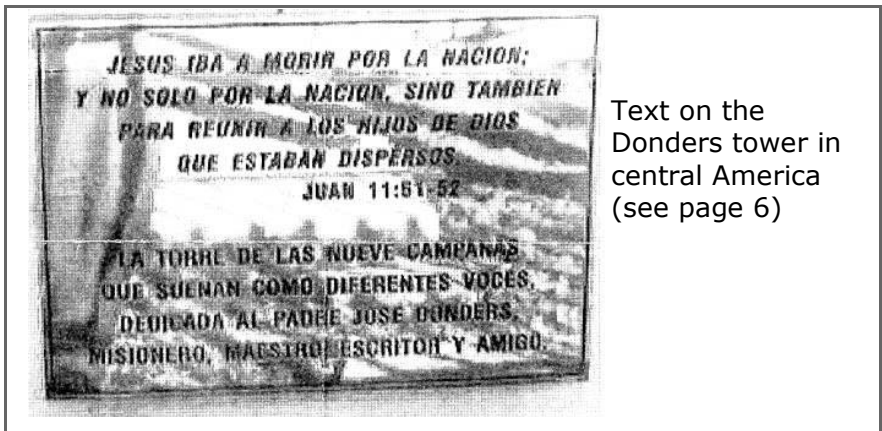 JESUS IBA A MORIR POR LA NACION;
Y NO SOLO POR LA NACION, SINO TAMBIEN
PARA REUNIR A LOS HIJOS DE DIOS
QUE ESTABAN DISPERSOS.
JUAN 11:51-52
LA TORRE DE LAS NUEVE CAMPANAS
QUE SUENAN COMO DIFERENTES VOCES,
DEDICADA AL PADRE JOSE DONDERS,
MISIONERO, MAESTRO, ESCRITOR Y AMIGO.
Text on the
Donders tower in
central America
(see page 6)